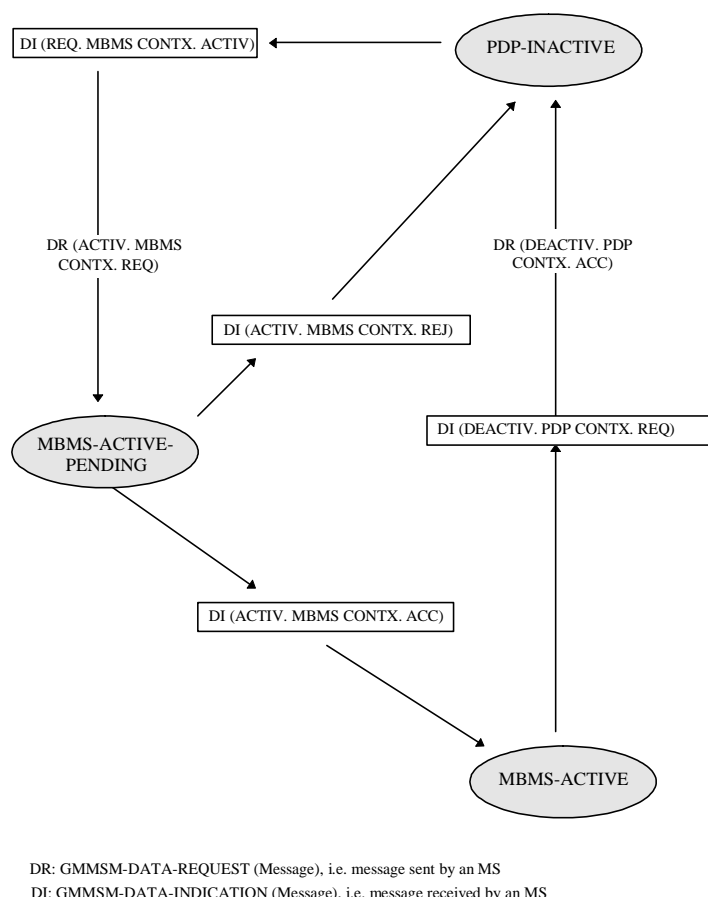 DI (REQ. MBMS CONTX. ACTIV)
PDP-INACTIVE
DR (ACTIV. MBMS
CONTX. REQ)
DR (DEACTIV. PDP
CONTX. ACC)
DI (ACTIV. MBMS CONTX. REJ)
MBMS-ACTIVE-
PENDING
DI (DEACTIV. PDP CONTX. REQ)
DI (ACTIV. MBMS CONTX. ACC)
MBMS-ACTIVE
DR: GMMSM-DATA-REQUEST (Message), i.e. message sent by an MS
DI: GMMSM-DATA-INDICATION (Message), i.e. message received by an MS